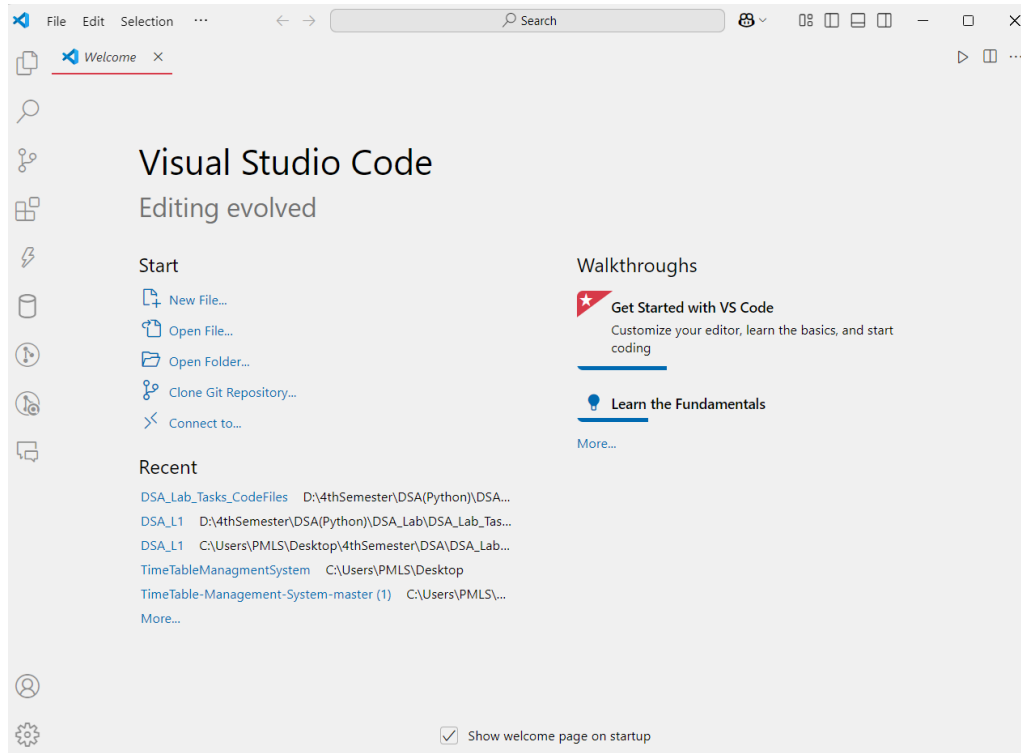 File Edit Selection ··· Search
Welcome
Visual Studio Code
Editing evolved
Start
New File...
Open File...
Open Folder...
Clone Git Repository...
Connect to...
Recent
DSA_Lab_Tasks_CodeFiles D:\4thSemester\DSA(Python)\DSA...
DSA_L1 D:\4thSemester\DSA(Python)\DSA_Lab\DSA_Lab_Tas...
DSA_L1 C:\Users\PMLS\Desktop\4thSemester\DSA\DSA_Lab...
TimeTableManagmentSystem C:\Users\PMLS\Desktop
TimeTable-Management-System-master (1) C:\Users\PMLS\...
More...
Walkthroughs
Get Started with VS Code
Customize your editor, learn the basics, and start
coding
Learn the Fundamentals
More...
Show welcome page on startup